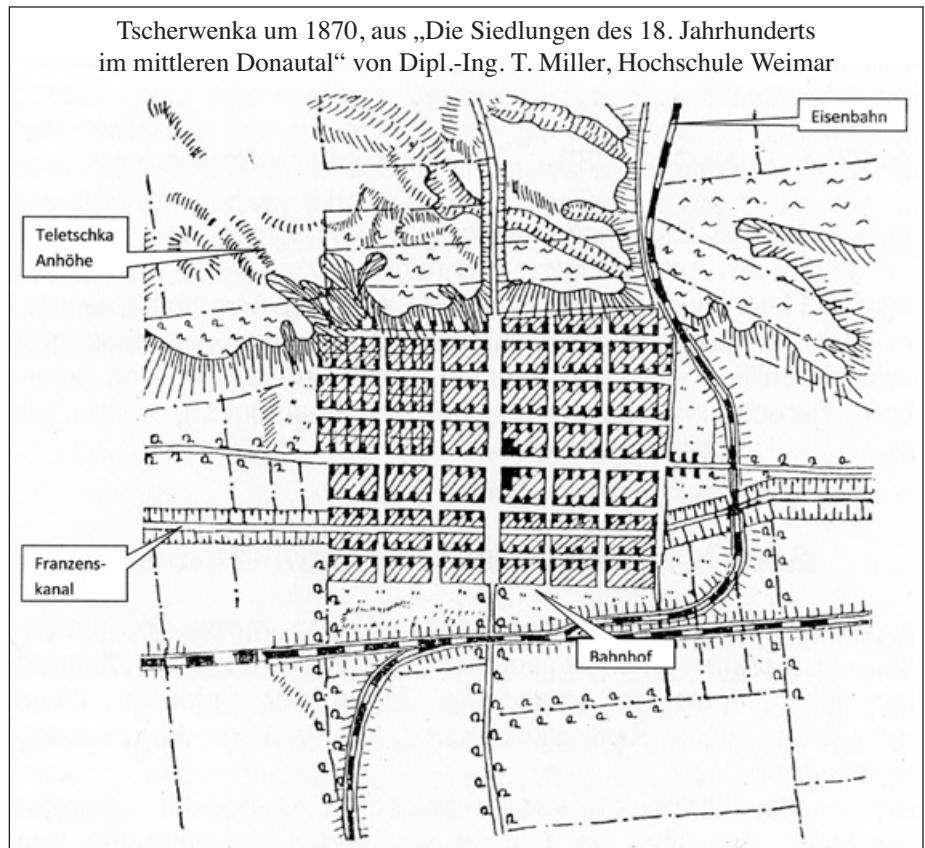 Tscherwenka um 1870, aus „Die Siedlungen des 18. Jahrhunderts
im mittleren Donautal“ von Dipl.-Ing. T. Miller, Hochschule Weimar
Eisenbahn
Teletschka
Anhöhe
Franzens-
kanal
Bahnhof